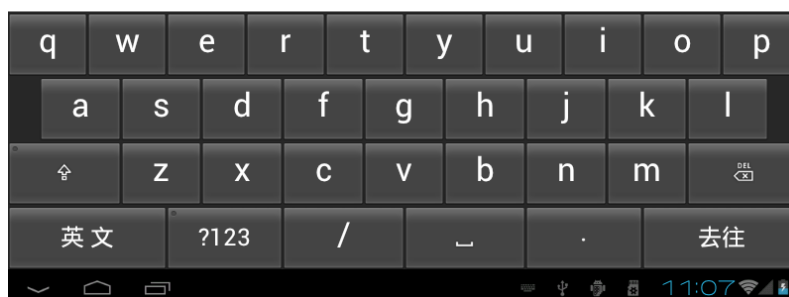 q w e r t y u i o p
a s d f g h j k l
z x c v b n m DEL
英文 ?123 / . 去往
11:07